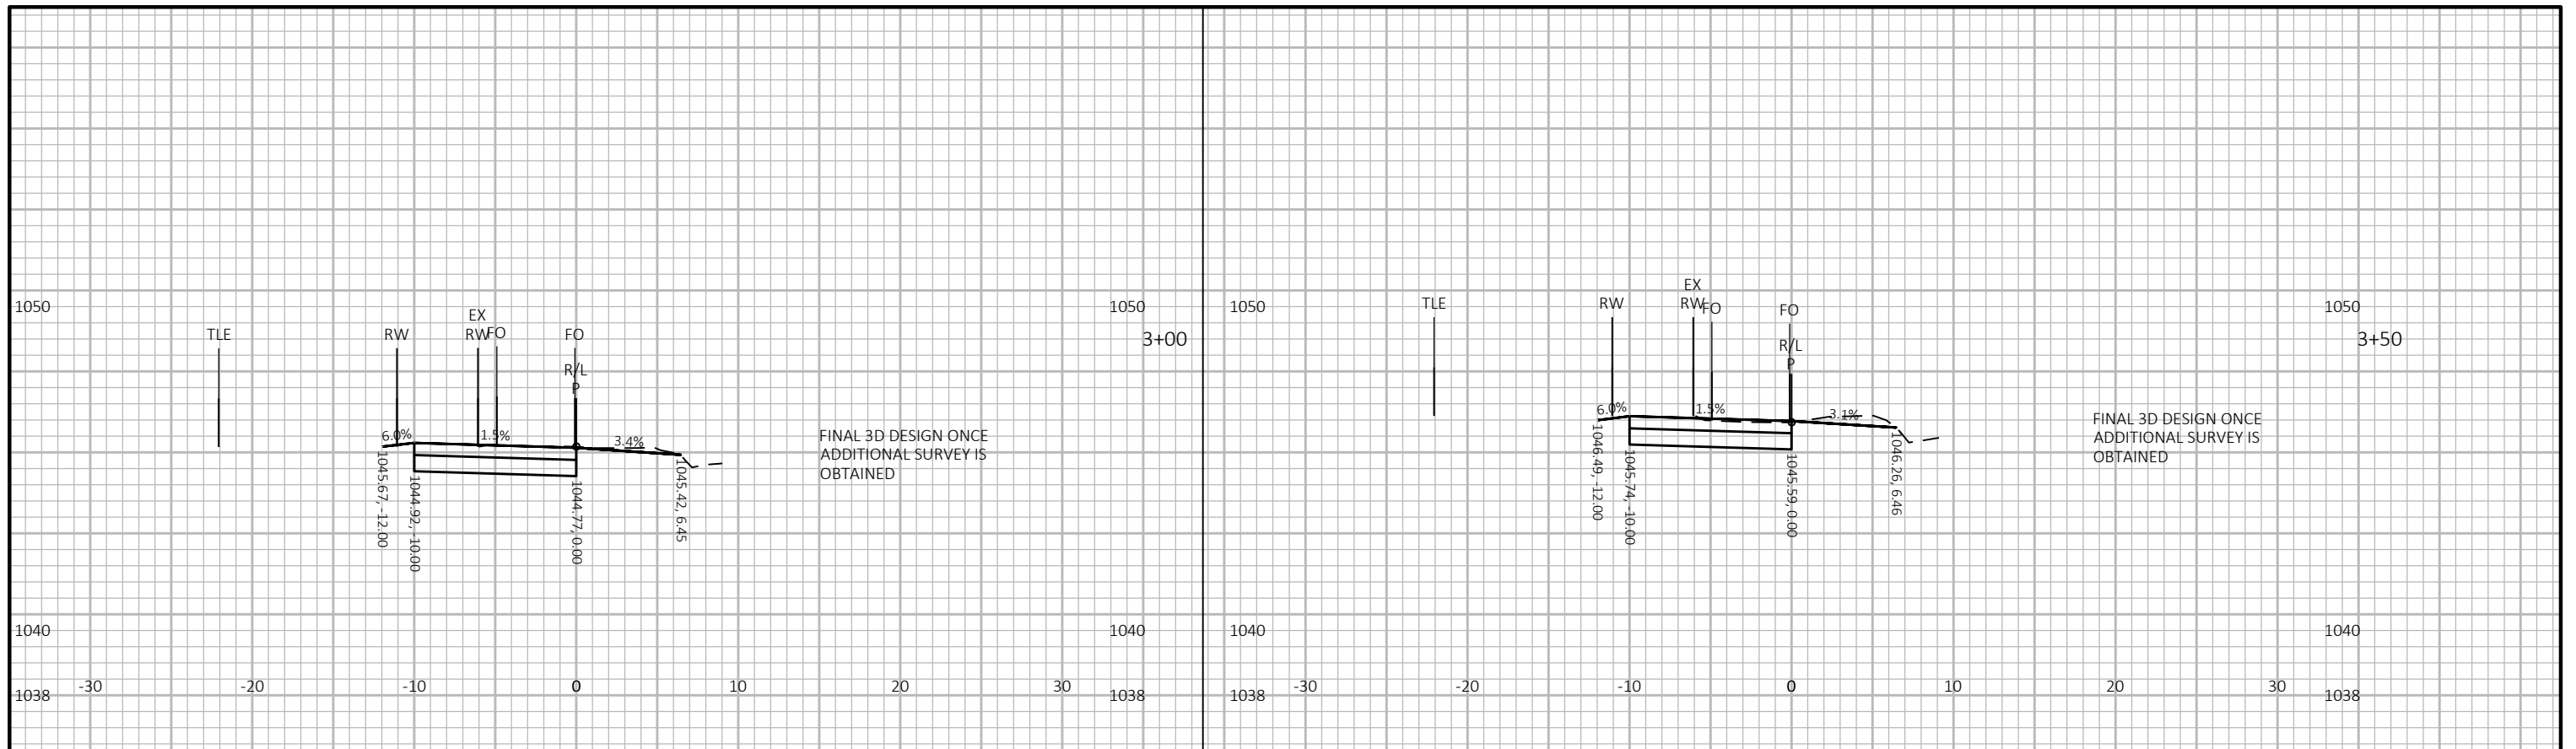 1050
1050
1050
1050
3+00
3+50
TLE
RW
EX
RW
FO
FO
R/L
P
6.0%
1.5%
3.4%
1045.67, -12.00
1044.92, -10.00
1044.77, 0.00
1045.42, 6.45
FINAL 3D DESIGN ONCE
ADDITIONAL SURVEY IS
OBTAINED
TLE
RW
EX
RW
FO
FO
R/L
P
6.0%
1.5%
3.1%
1046.49, -12.00
1045.74, -10.00
1045.59, 0.00
1046.26, 6.46
FINAL 3D DESIGN ONCE
ADDITIONAL SURVEY IS
OBTAINED
1040
1040
1040
1040
-30 -20 -10 0 10 20 30
-30 -20 -10 0 10 20 30
1038
1038
1038
1038